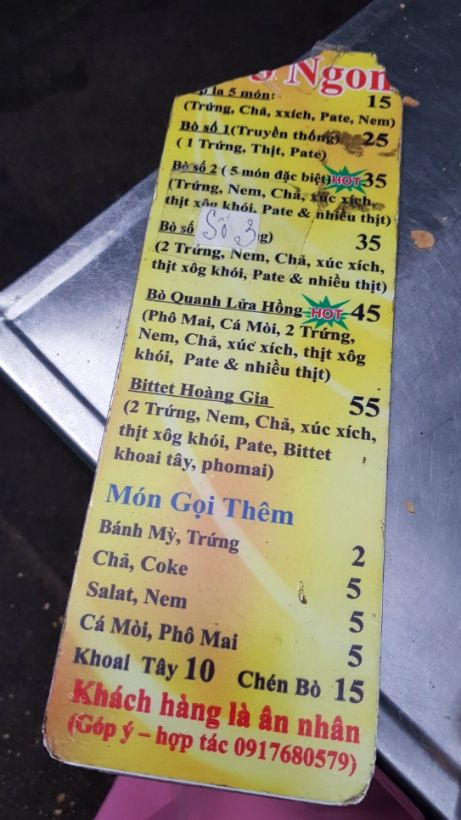 Ngon
la 5 món: 15
(Trứng, Chả, xxích, Pate, Nem)
Bò số 1(Truyền thống) 25
( 1 Trứng, Thịt, Pate)
Bò số 2 ( 5 món đặc biệt) HOT 35
(Trứng, Nem, Chả, xúc xích,
thịt xôg khói, Pate & nhiều thịt)
Bò số Số 3 g) 35
(2 Trứng, Nem, Chả, xúc xích,
thịt xôg khói, Pate & nhiều thịt)
Bò Quanh Lửa Hồng HOT 45
(Phô Mai, Cá Mòi, 2 Trứng,
Nem, Chả, xúc xích, thịt xôg
khói, Pate & nhiều thịt)
Bittet Hoàng Gia 55
(2 Trứng, Nem, Chả, xúc xích,
thịt xôg khói, Pate, Bittet
khoai tây, phomai)
Món Gọi Thêm
Bánh Mỳ, Trứng 2
Chả, Coke 5
Salat, Nem 5
Cá Mòi, Phô Mai 5
Khoai Tây 10 Chén Bò 15
Khách hàng là ân nhân
(Góp ý – hợp tác 0917680579)